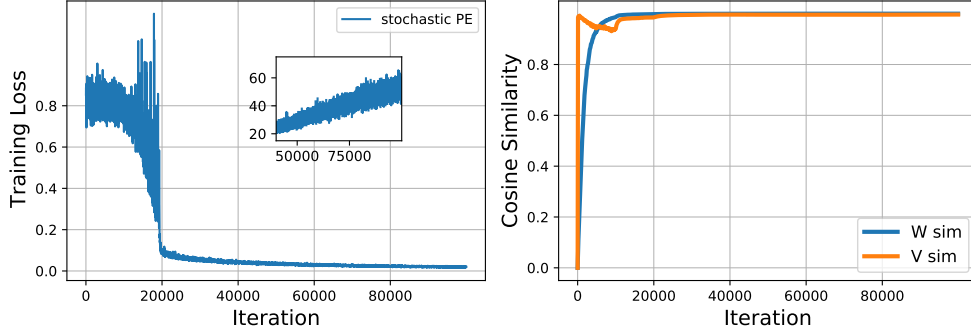 stochastic PE
Training Loss
0.8
0.6
0.4
0.2
0.0
60
40
20
50000 75000
0 20000 40000 60000 80000
Iteration
Cosine Similarity
0.8
0.6
0.4
0.2
0.0
W sim
V sim
0 20000 40000 60000 80000
Iteration